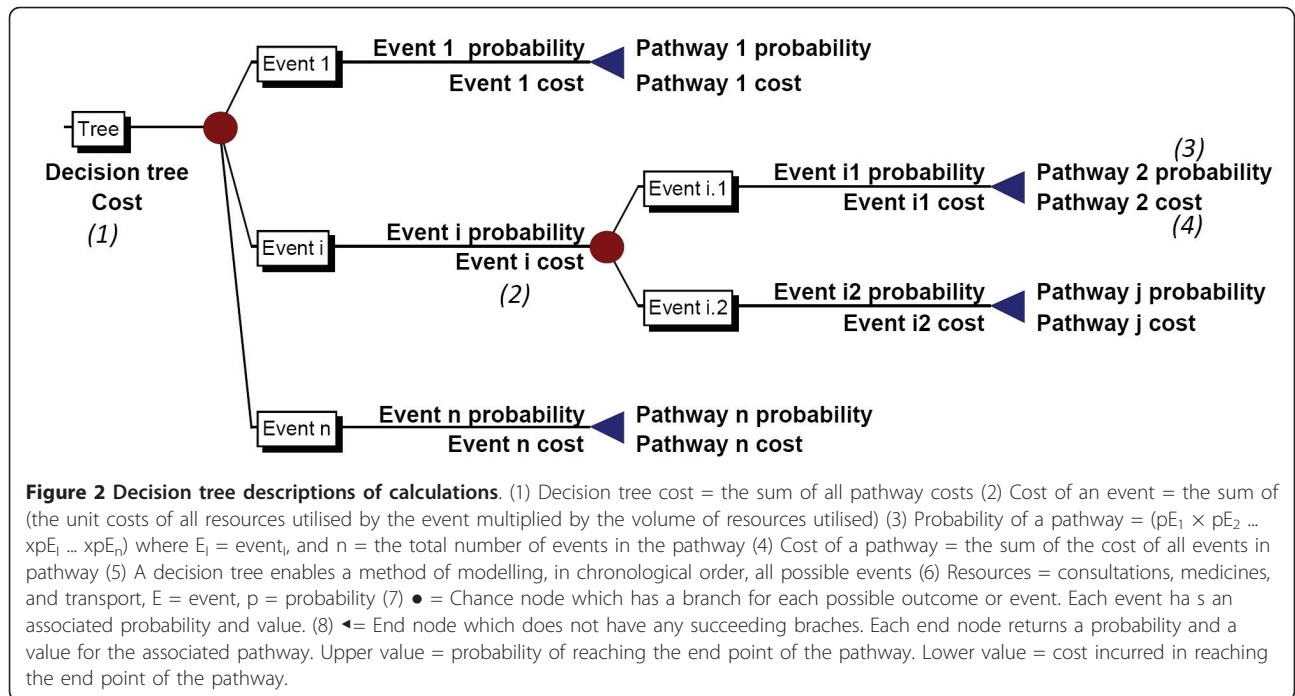 Event 1
Event 1 probability
Pathway 1 probability
Event 1 cost
Pathway 1 cost
Tree
Decision tree
Cost
(1)
(3)
Event i.1
Event i1 probability
Pathway 2 probability
Event i1 cost
Pathway 2 cost
(4)
Event i
Event i probability
Event i cost
(2)
Event i.2
Event i2 probability
Pathway j probability
Event i2 cost
Pathway j cost
Event n
Event n probability
Pathway n probability
Event n cost
Pathway n cost
Figure 2 Decision tree descriptions of calculations. (1) Decision tree cost = the sum of all pathway costs (2) Cost of an event = the sum of
(the unit costs of all resources utilised by the event multiplied by the volume of resources utilised) (3) Probability of a pathway = (pE₁ × pE₂ ...
xpEₗ ... xpEₙ) where Eₗ = eventₗ, and n = the total number of events in the pathway (4) Cost of a pathway = the sum of the cost of all events in
pathway (5) A decision tree enables a method of modelling, in chronological order, all possible events (6) Resources = consultations, medicines,
and transport, E = event, p = probability (7) ● = Chance node which has a branch for each possible outcome or event. Each event ha s an
associated probability and value. (8) ◄= End node which does not have any succeeding braches. Each end node returns a probability and a
value for the associated pathway. Upper value = probability of reaching the end point of the pathway. Lower value = cost incurred in reaching
the end point of the pathway.